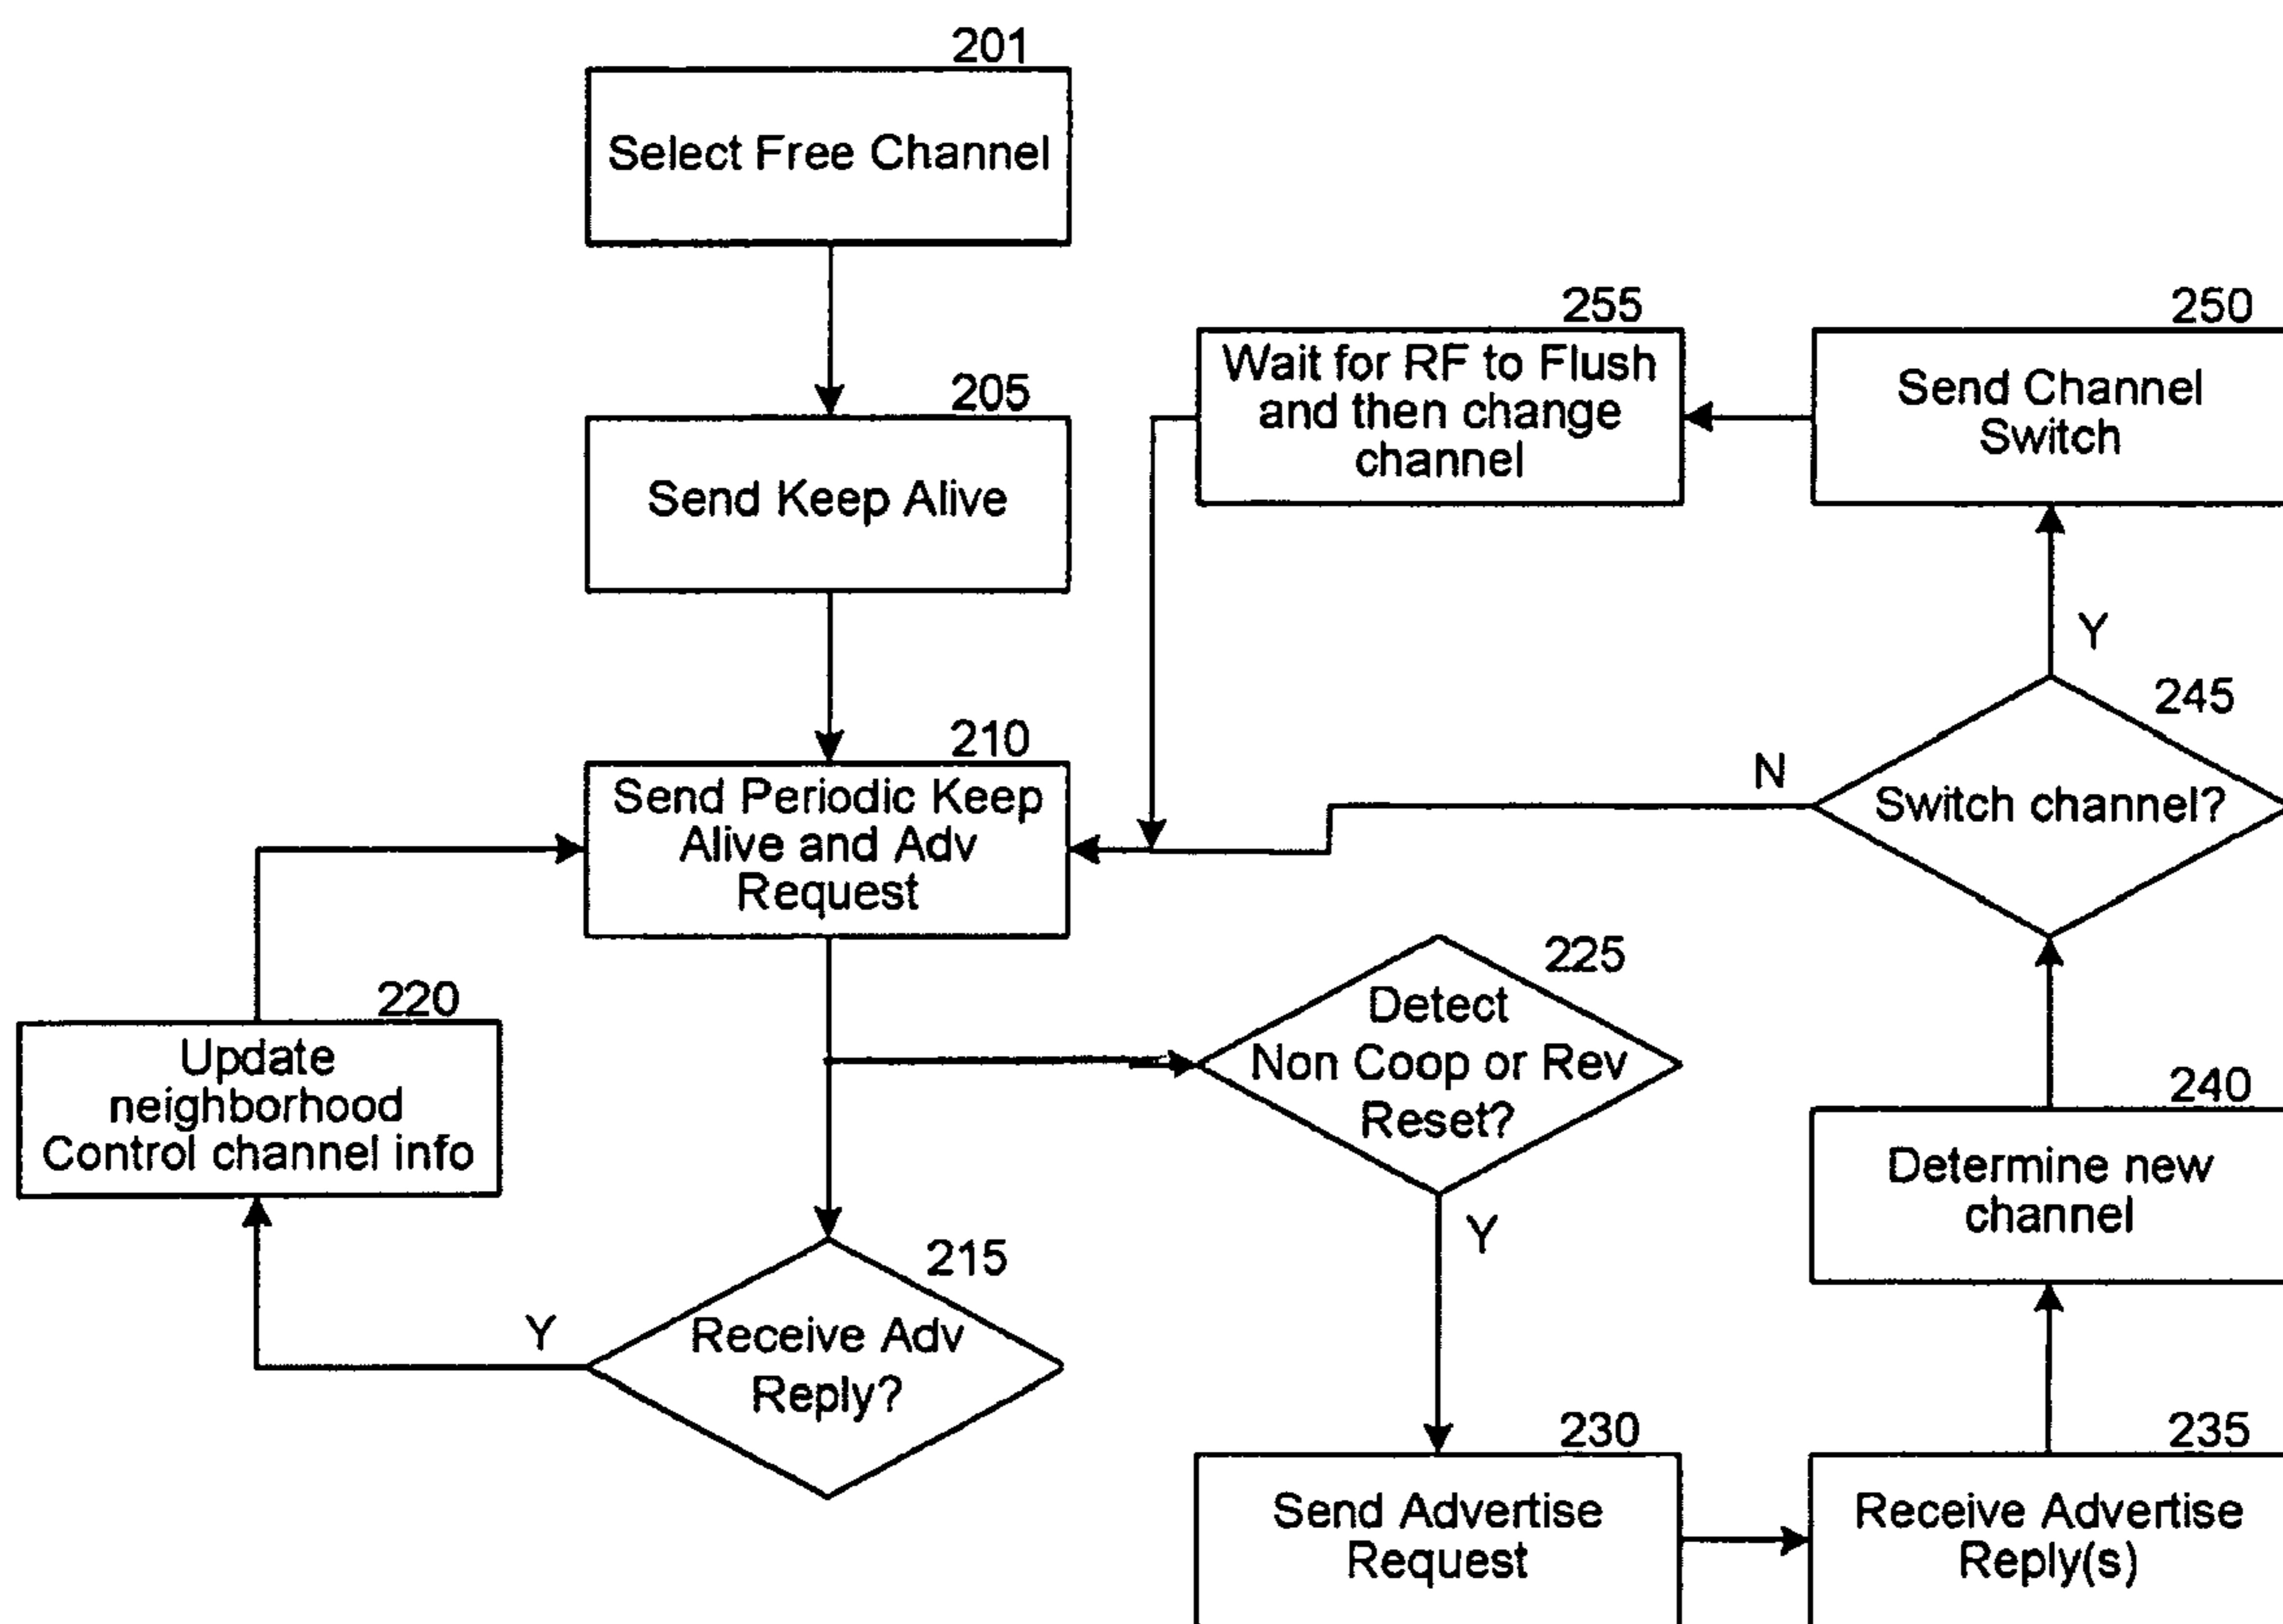 201
Select Free Channel
205
Send Keep Alive
210
Send Periodic Keep
Alive and Adv
Request
220
Update
neighborhood
Control channel info
215
Receive Adv
Reply?
Y
225
Detect
Non Coop or Rev
Reset?
Y
230
Send Advertise
Request
235
Receive Advertise
Reply(s)
240
Determine new
channel
245
Switch channel?
N
Y
250
Send Channel
Switch
255
Wait for RF to Flush
and then change
channel